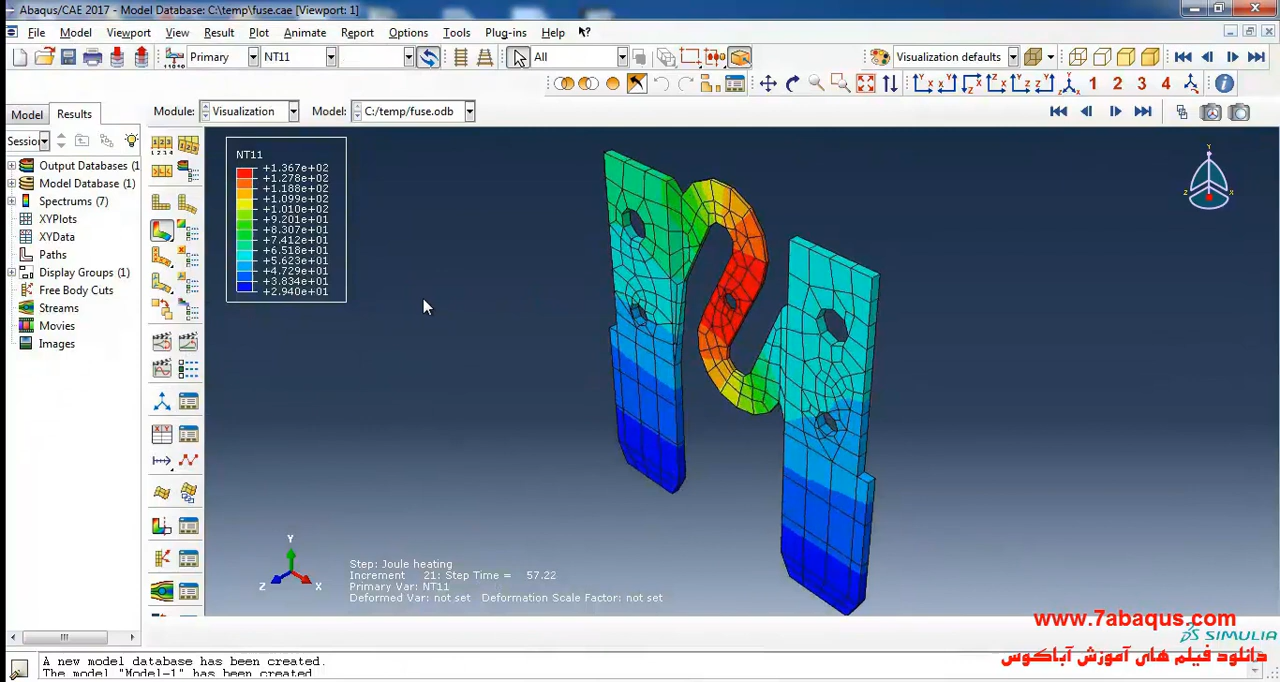 Abaqus/CAE 2017 - Model Database: C:\temp\fuse.cae [Viewport: 1]
File Model Viewport View Result Plot Animate Report Options Tools Plug-ins Help
Primary NT11 All Visualization defaults
1 2 3 4
Model Results Module: Visualization Model: C:/temp/fuse.odb
Sessio
Output Databases (1
Model Database (1)
Spectrums (7)
XYPlots
XYData
Paths
Display Groups (1)
Free Body Cuts
Streams
Movies
Images
NT11
+1.367e+02
+1.278e+02
+1.188e+02
+1.099e+02
+1.010e+02
+9.201e+01
+8.307e+01
+7.412e+01
+6.518e+01
+5.623e+01
+4.729e+01
+3.834e+01
+2.940e+01
Y
Z X
Y
Z X
Step: Joule heating
Increment 21: Step Time = 57.22
Primary Var: NT11
Deformed Var: not set Deformation Scale Factor: not set
www.7abaqus.com
SIMULIA
دانلود فیلم های آموزش آباکوس
A new model database has been created.
The model "Model-1" has been created.